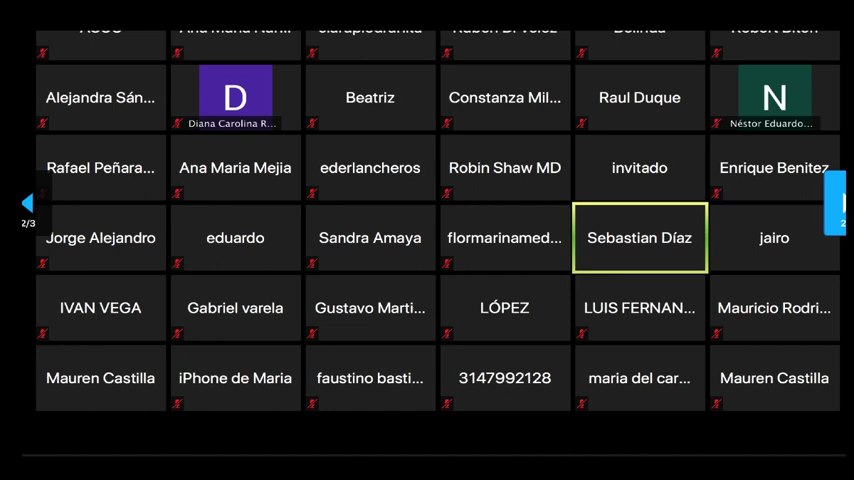 Alejandra Sán...
D
Diana Carolina R...
Beatriz
Constanza Mil...
Raul Duque
N
Néstor Eduardo...
Rafael Peñara...
Ana Maria Mejia
ederlancheros
Robin Shaw MD
invitado
Enrique Benitez
2/3
Jorge Alejandro
eduardo
Sandra Amaya
flormarinamed...
Sebastian Díaz
jairo
2
IVAN VEGA
Gabriel varela
Gustavo Marti...
LÓPEZ
LUIS FERNAN...
Mauricio Rodri...
Mauren Castilla
iPhone de Maria
faustino basti...
3147992128
maria del car...
Mauren Castilla